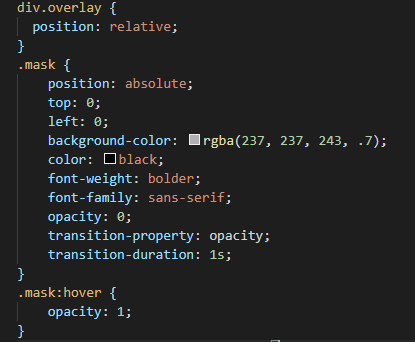 div.overlay {
  position: relative;
}
.mask {
    position: absolute;
    top: 0;
    left: 0;
    background-color: rgba(237, 237, 243, .7);
    color: black;
    font-weight: bolder;
    font-family: sans-serif;
    opacity: 0;
    transition-property: opacity;
    transition-duration: 1s;
}
.mask:hover {
    opacity: 1;
}